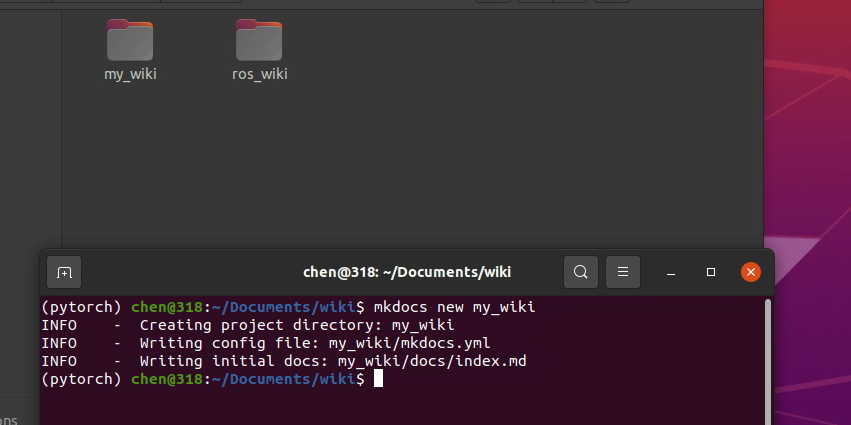 my_wiki
ros_wiki
chen@318: ~/Documents/wiki
(pytorch) chen@318:~/Documents/wiki$ mkdocs new my_wiki
INFO    -  Creating project directory: my_wiki
INFO    -  Writing config file: my_wiki/mkdocs.yml
INFO    -  Writing initial docs: my_wiki/docs/index.md
(pytorch) chen@318:~/Documents/wiki$
ons